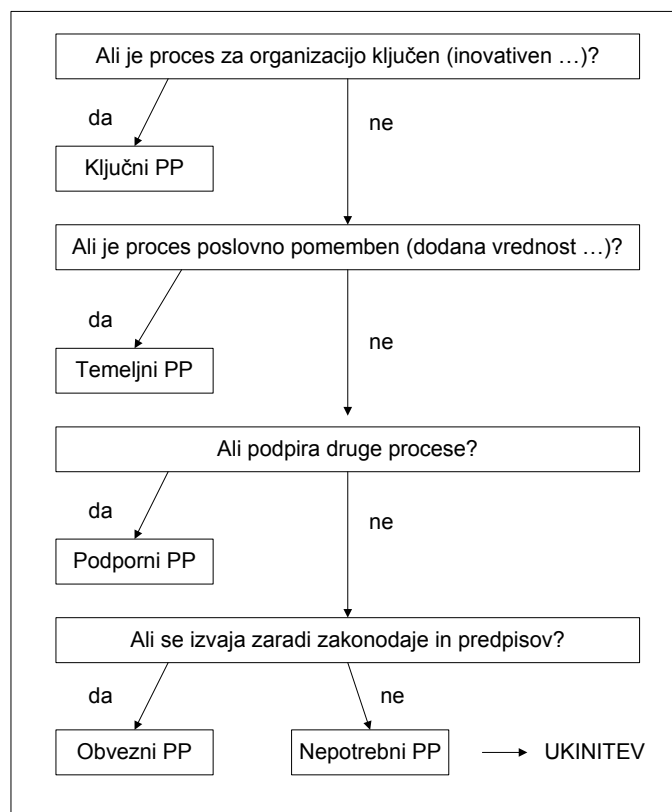 Ali je proces za organizacijo ključen (inovativen …)?
da
ne
Ključni PP
Ali je proces poslovno pomemben (dodana vrednost …)?
da
ne
Temeljni PP
Ali podpira druge procese?
da
ne
Podporni PP
Ali se izvaja zaradi zakonodaje in predpisov?
da
ne
Obvezni PP
Nepotrebni PP
UKINITEV